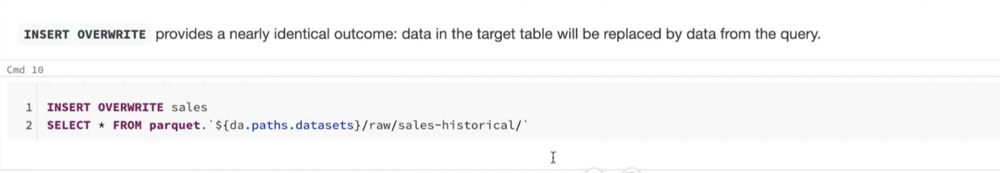 INSERT OVERWRITE provides a nearly identical outcome: data in the target table will be replaced by data from the query.
Cmd 10
1 INSERT OVERWRITE sales
2 SELECT * FROM parquet.`${da.paths.datasets}/raw/sales-historical/`